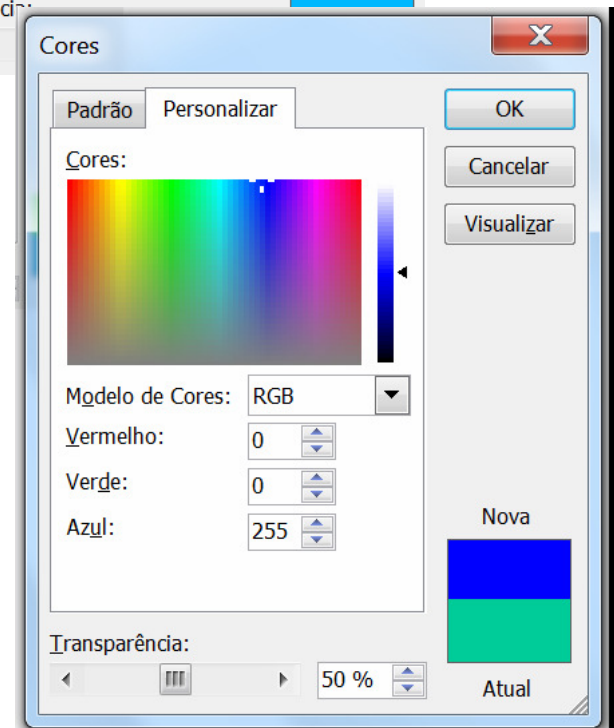 Cores
Padrão
Personalizar
OK
Cores:
Cancelar
Visualizar
Modelo de Cores: RGB
Vermelho: 0
Verde: 0
Azul: 255
Nova
Transparência:
50 %
Atual